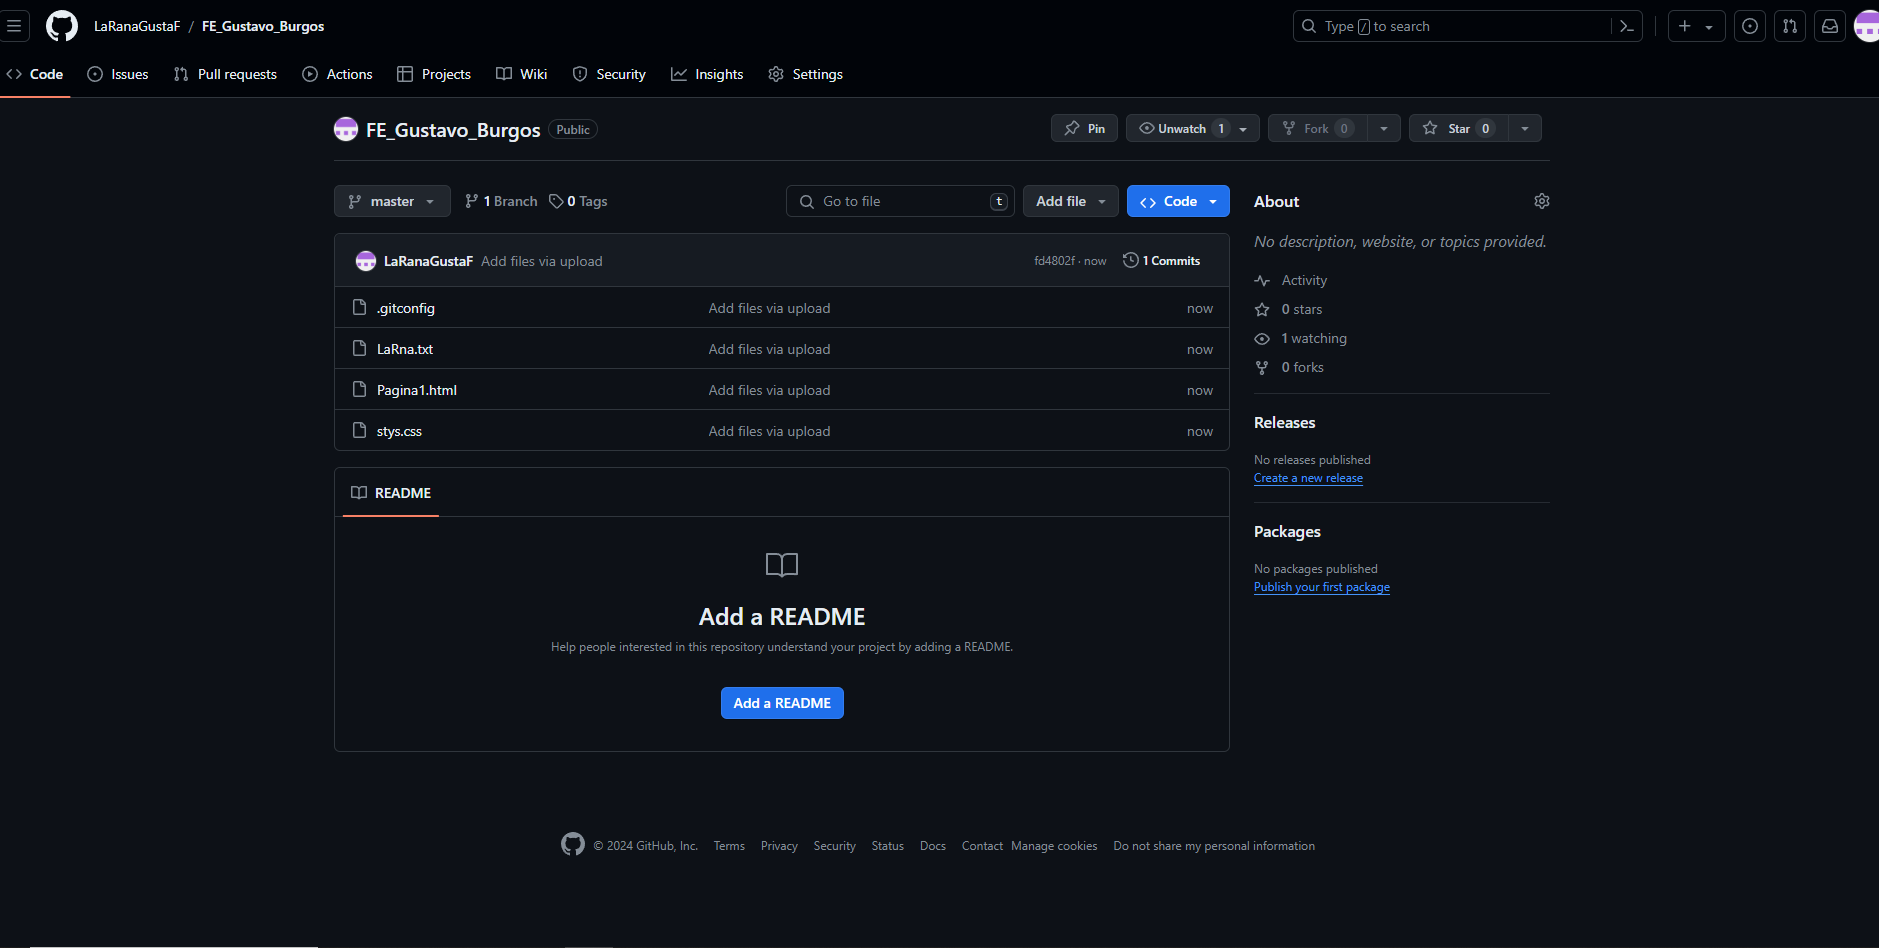 LaRanaGustaF / FE_Gustavo_Burgos
Type / to search
Code Issues Pull requests Actions Projects Wiki Security Insights Settings
FE_Gustavo_Burgos Public
Pin Unwatch 1 Fork 0 Star 0
master 1 Branch 0 Tags Go to file t Add file Code
LaRanaGustaF Add files via upload fd4802f · now 1 Commits
.gitconfig Add files via upload now
LaRna.txt Add files via upload now
Pagina1.html Add files via upload now
stys.css Add files via upload now
README
Add a README
Help people interested in this repository understand your project by adding a README.
Add a README
About
No description, website, or topics provided.
Activity
0 stars
1 watching
0 forks
Releases
No releases published
Create a new release
Packages
No packages published
Publish your first package
© 2024 GitHub, Inc. Terms Privacy Security Status Docs Contact Manage cookies Do not share my personal information